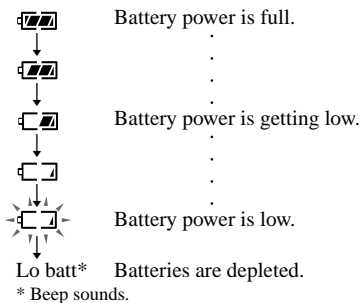 Battery power is full.
Battery power is getting low.
Battery power is low.
Lo batt* Batteries are depleted.
* Beep sounds.